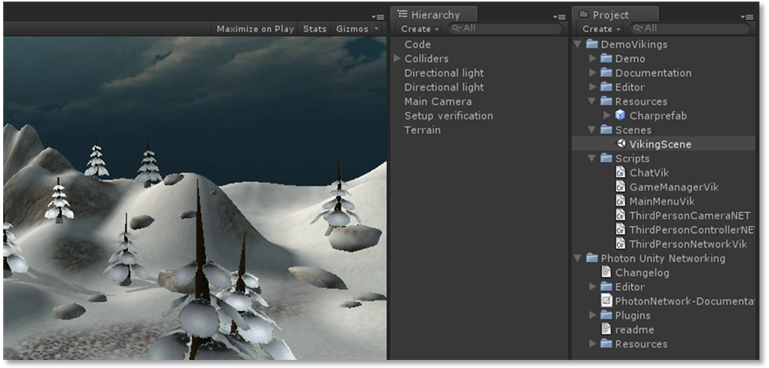 Maximize on Play Stats Gizmos
Hierarchy
Create All
Code
Colliders
Directional light
Directional light
Main Camera
Setup verification
Terrain
Project
Create All
DemoVikings
Demo
Documentation
Editor
Resources
Charprefab
Scenes
VikingScene
Scripts
ChatVik
GameManagerVik
MainMenuVik
ThirdPersonCameraNET
ThirdPersonControllerNE
ThirdPersonNetworkVik
Photon Unity Networking
Changelog
Editor
PhotonNetwork-Documenta
Plugins
readme
Resources